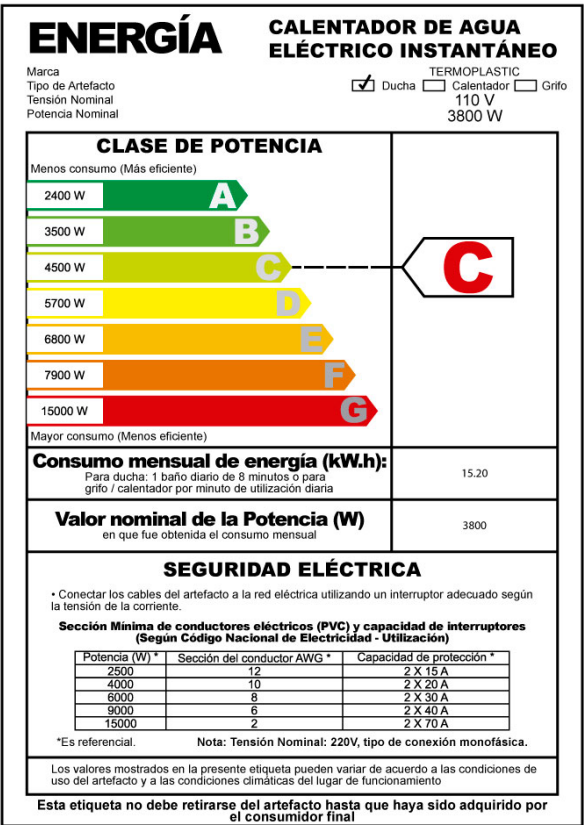 ENERGÍA
CALENTADOR DE AGUA
ELÉCTRICO INSTANTÁNEO
Marca
TERMOPLASTIC
Tipo de Artefacto
Ducha Calentador Grifo
Tensión Nominal
110 V
Potencia Nominal
3800 W
CLASE DE POTENCIA
Menos consumo (Más eficiente)
2400 W A
3500 W B
4500 W C
C
5700 W D
6800 W E
7900 W F
15000 W G
Mayor consumo (Menos eficiente)
Consumo mensual de energía (kW.h):
Para ducha: 1 baño diario de 8 minutos o para
grifo / calentador por minuto de utilización diaria
15.20
Valor nominal de la Potencia (W)
en que fue obtenida el consumo mensual
3800
SEGURIDAD ELÉCTRICA
• Conectar los cables del artefacto a la red eléctrica utilizando un interruptor adecuado según
la tensión de la corriente.
Sección Mínima de conductores eléctricos (PVC) y capacidad de interruptores
(Según Código Nacional de Electricidad - Utilización)
Potencia (W) * Sección del conductor AWG * Capacidad de protección *
2500 12 2 X 15 A
4000 10 2 X 20 A
6000 8 2 X 30 A
9000 6 2 X 40 A
15000 2 2 X 70 A
*Es referencial. Nota: Tensión Nominal: 220V, tipo de conexión monofásica.
Los valores mostrados en la presente etiqueta pueden variar de acuerdo a las condiciones de
uso del artefacto y a las condiciones climáticas del lugar de funcionamiento
Esta etiqueta no debe retirarse del artefacto hasta que haya sido adquirido por
el consumidor final